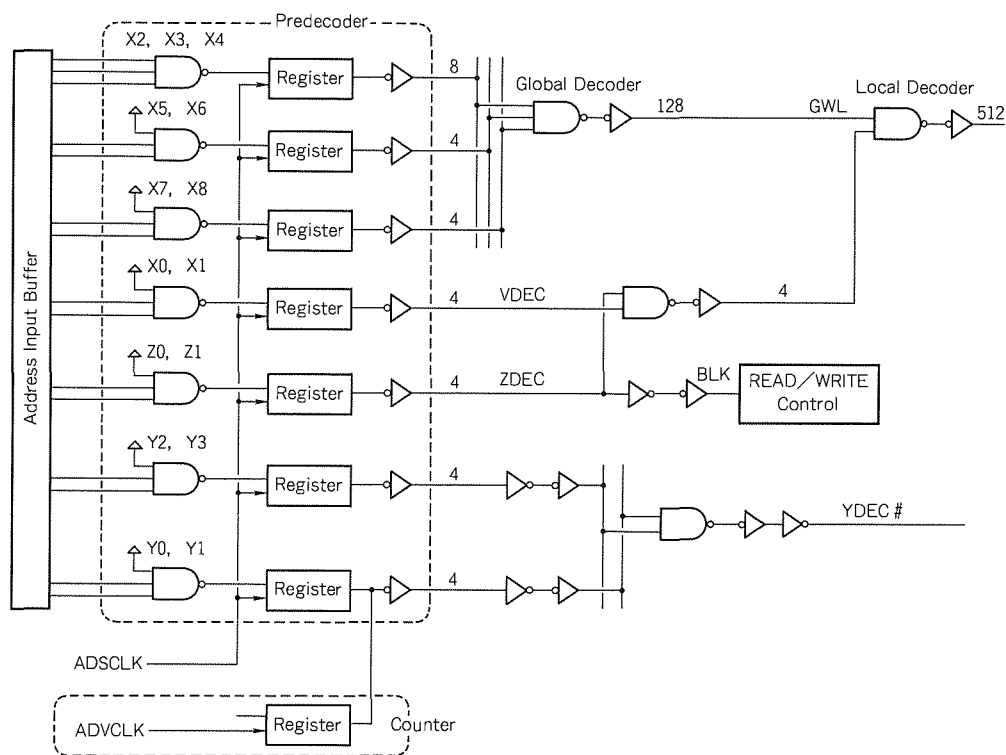 Predecoder
X2, X3, X4
Register
8
Global Decoder
128
GWL
Local Decoder
512
X5, X6
Register
4
X7, X8
Register
4
Address Input Buffer
X0, X1
Register
4
VDEC
4
Z0, Z1
Register
4
ZDEC
BLK
READ/WRITE
Control
Y2, Y3
Register
4
YDEC #
Y0, Y1
Register
4
ADSCLK
ADVCLK
Register
Counter